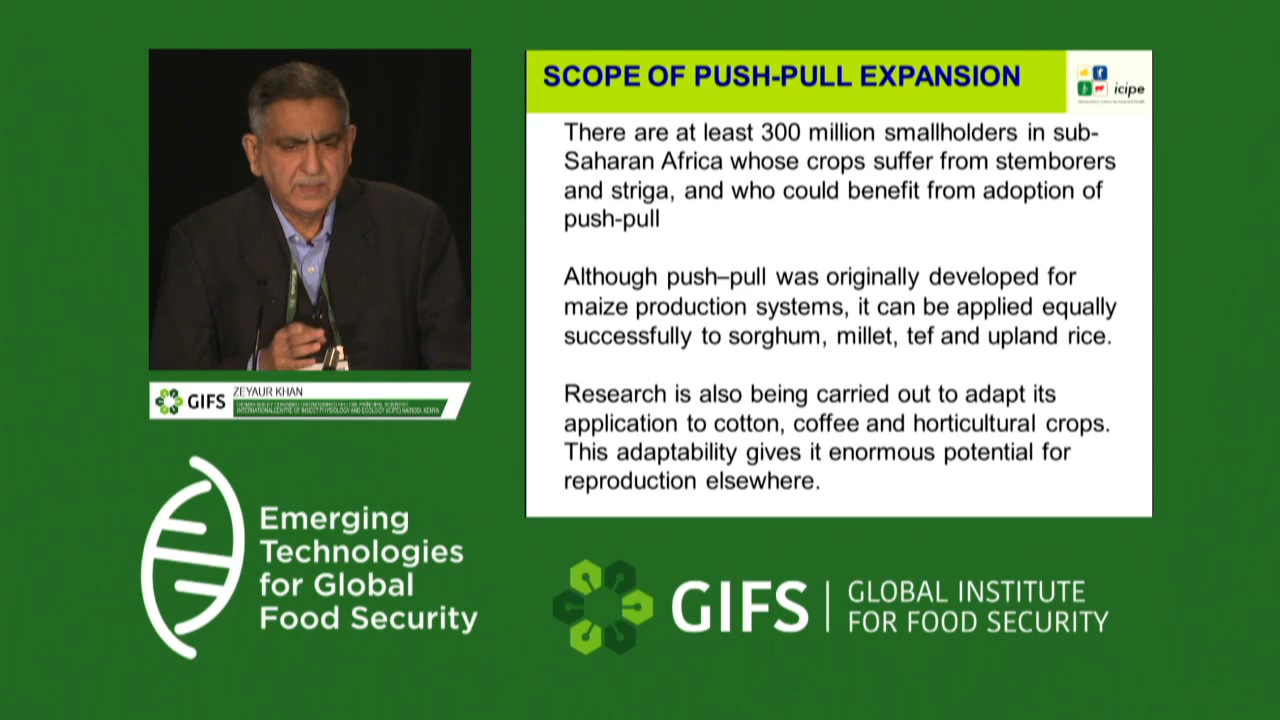 SCOPE OF PUSH-PULL EXPANSION
icipe
There are at least 300 million smallholders in sub-
Saharan Africa whose crops suffer from stemborers
and striga, and who could benefit from adoption of
push-pull
Although push–pull was originally developed for
maize production systems, it can be applied equally
successfully to sorghum, millet, tef and upland rice.
Research is also being carried out to adapt its
application to cotton, coffee and horticultural crops.
This adaptability gives it enormous potential for
reproduction elsewhere.
GIFS
ZEYAUR KHAN
INTERNATIONAL CENTRE OF INSECT PHYSIOLOGY AND ECOLOGY (ICIPE) NAIROBI, KENYA
Emerging
Technologies
for Global
Food Security
GIFS
GLOBAL INSTITUTE
FOR FOOD SECURITY